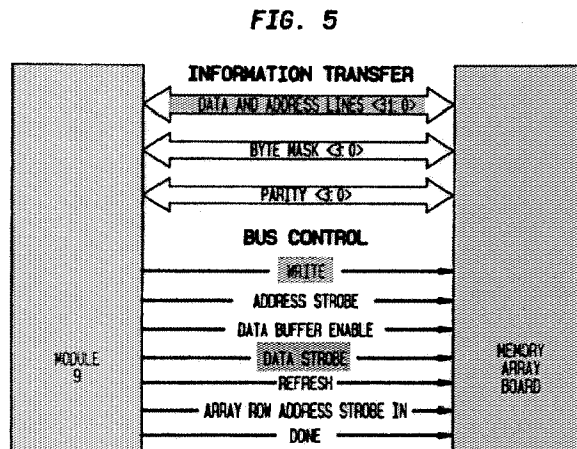 FIG. 5
INFORMATION TRANSFER
DATA AND ADDRESS LINES <31:0>
BYTE MASK <3:0>
PARITY <3:0>
BUS CONTROL
WRITE
ADDRESS STROBE
DATA BUFFER ENABLE
MODULE
9
DATA STROBE
MEMORY
ARRAY
BOARD
REFRESH
ARRAY ROW ADDRESS STROBE IN
DONE